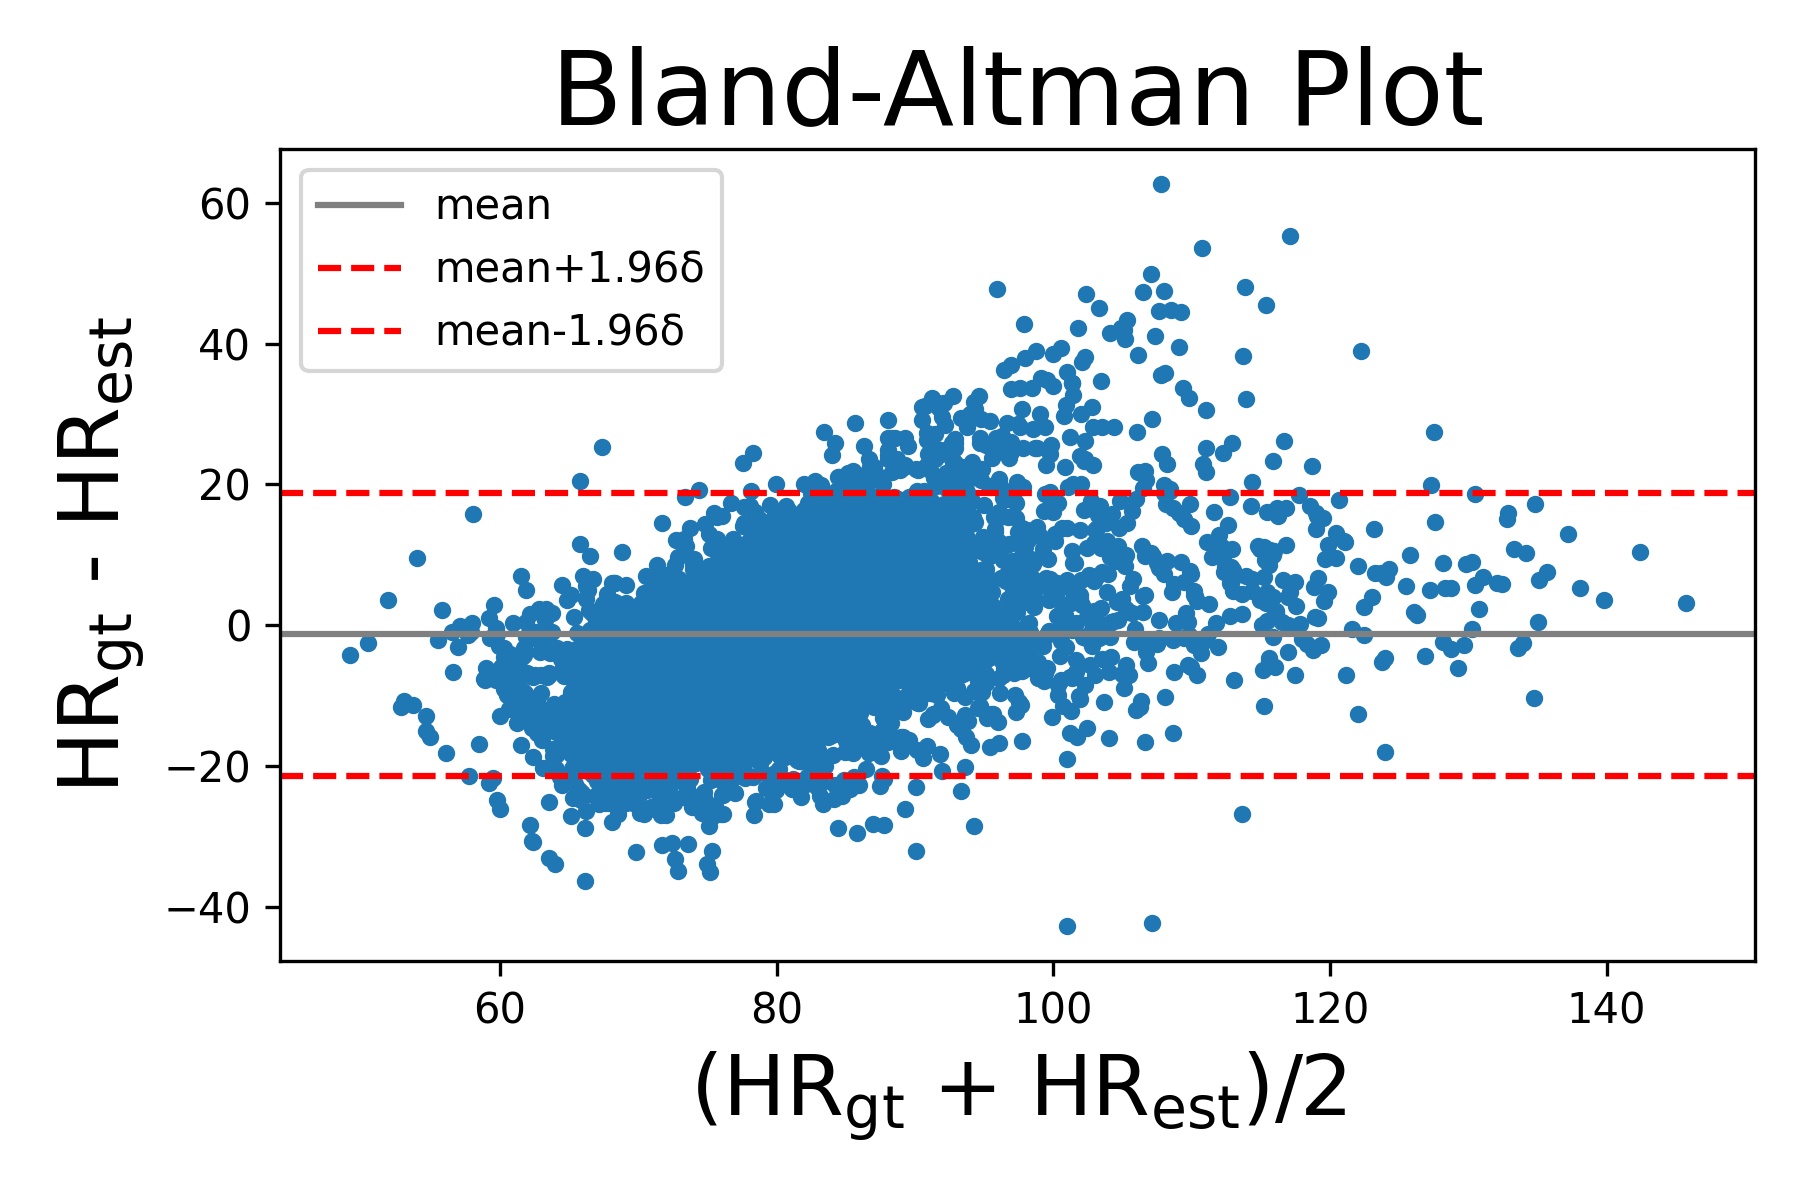 Bland-Altman Plot
mean
mean+1.96δ
mean-1.96δ
60
40
20
0
−20
−40
HRgt - HRest
60 80 100 120 140
(HRgt + HRest)/2